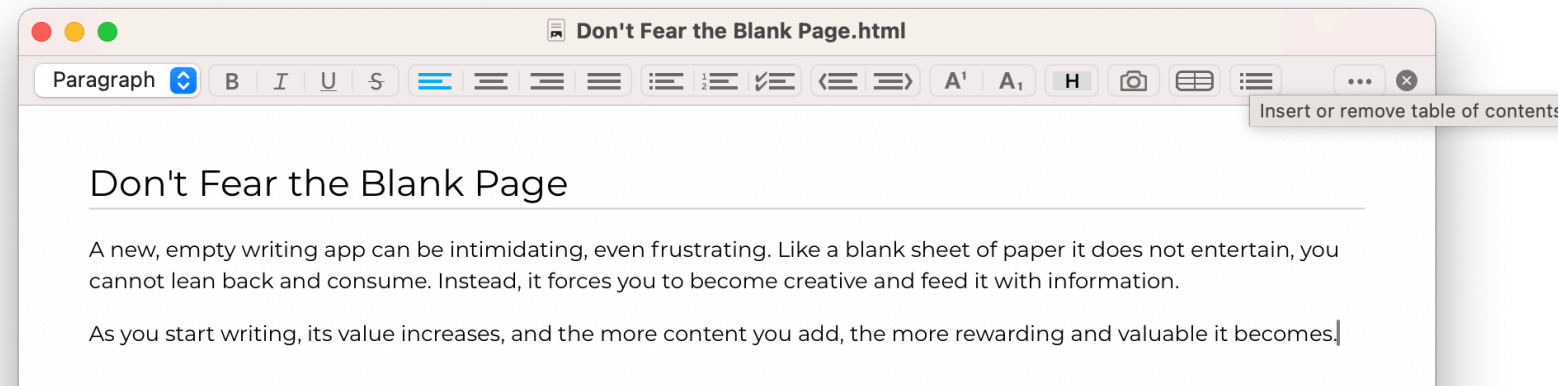 Don't Fear the Blank Page.html
Paragraph B I U S 1 2 A¹ A₁ H
Insert or remove table of contents
Don't Fear the Blank Page
A new, empty writing app can be intimidating, even frustrating. Like a blank sheet of paper it does not entertain, you
cannot lean back and consume. Instead, it forces you to become creative and feed it with information.
As you start writing, its value increases, and the more content you add, the more rewarding and valuable it becomes.